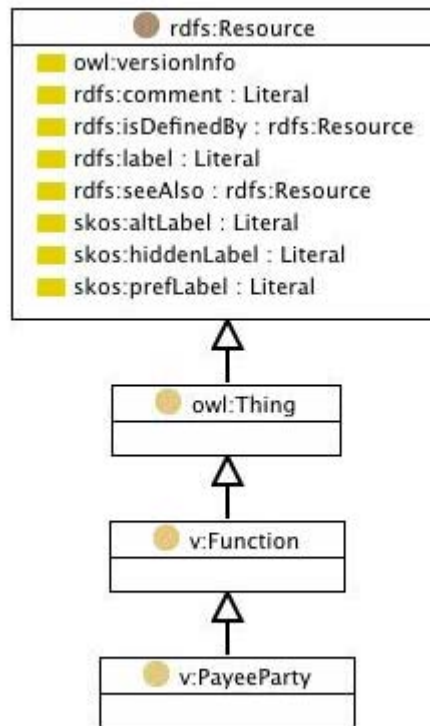 rdfs:Resource
owl:versionInfo
rdfs:comment : Literal
rdfs:isDefinedBy : rdfs:Resource
rdfs:label : Literal
rdfs:seeAlso : rdfs:Resource
skos:altLabel : Literal
skos:hiddenLabel : Literal
skos:prefLabel : Literal
owl:Thing
v:Function
v:PayeeParty